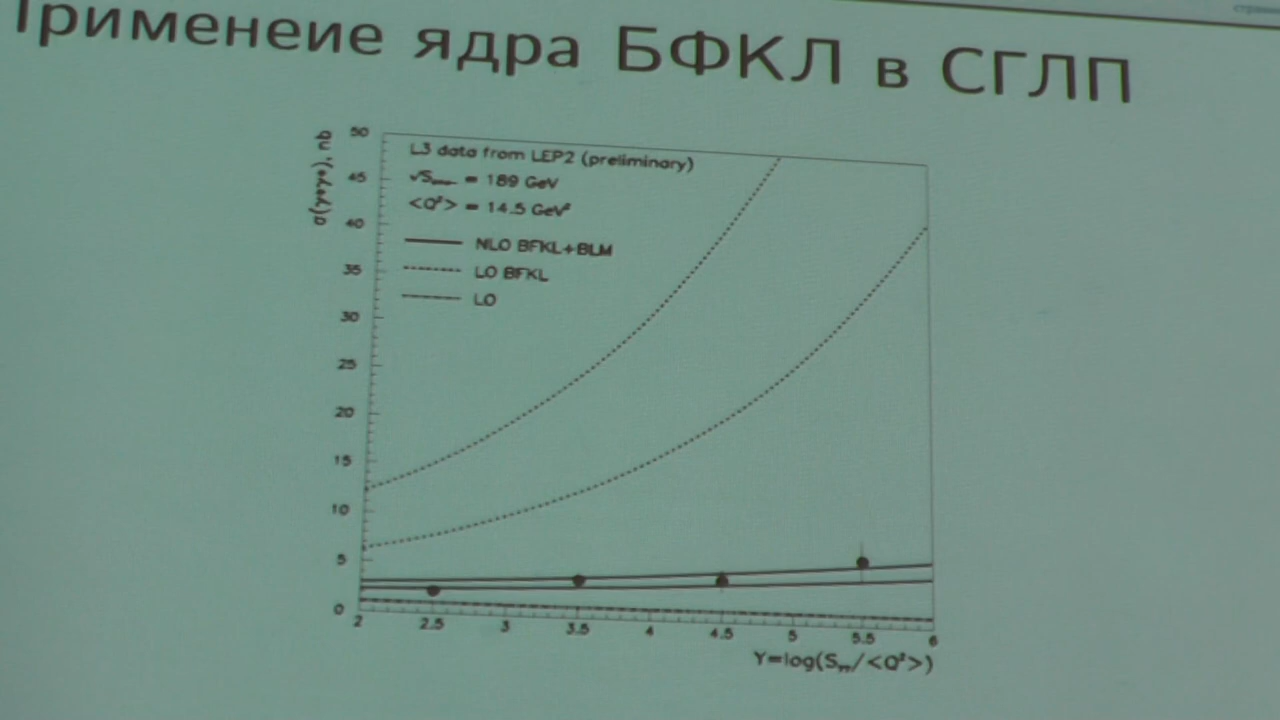 Применеие ядра БФКЛ в СГЛП
L3 data from LEP2 (preliminary)
= 189 GeV
<Q²> = 14.5 GeV²
NLO BFKL+BLM
LO BFKL
LO
σ(γ*γ*), nb
50
45
40
35
30
25
20
15
10
5
0
2 2.5 3 3.5 4 4.5 5 5.5 6
Y=log(Sγγ/<Q²>)